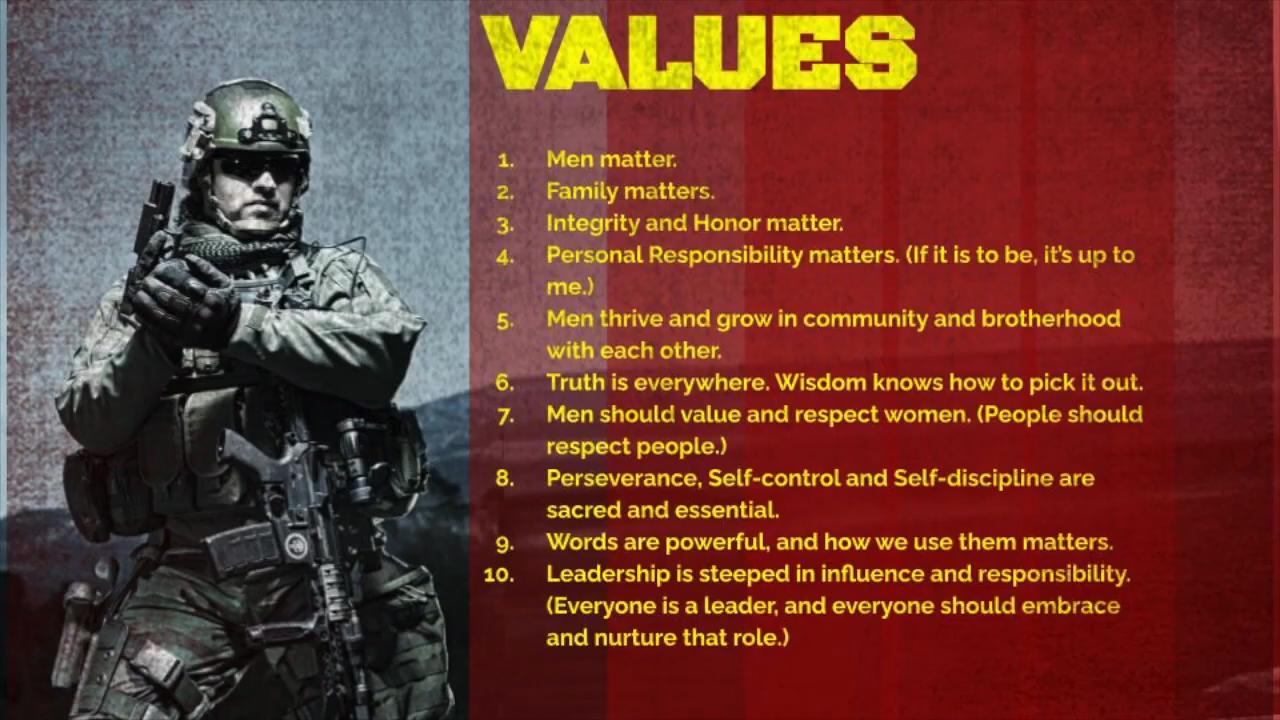 VALUES
1. Men matter.
2. Family matters.
3. Integrity and Honor matter.
4. Personal Responsibility matters. (If it is to be, it’s up to
me.)
5. Men thrive and grow in community and brotherhood
with each other.
6. Truth is everywhere. Wisdom knows how to pick it out.
7. Men should value and respect women. (People should
respect people.)
8. Perseverance, Self-control and Self-discipline are
sacred and essential.
9. Words are powerful, and how we use them matters.
10. Leadership is steeped in influence and responsibility.
(Everyone is a leader, and everyone should embrace
and nurture that role.)